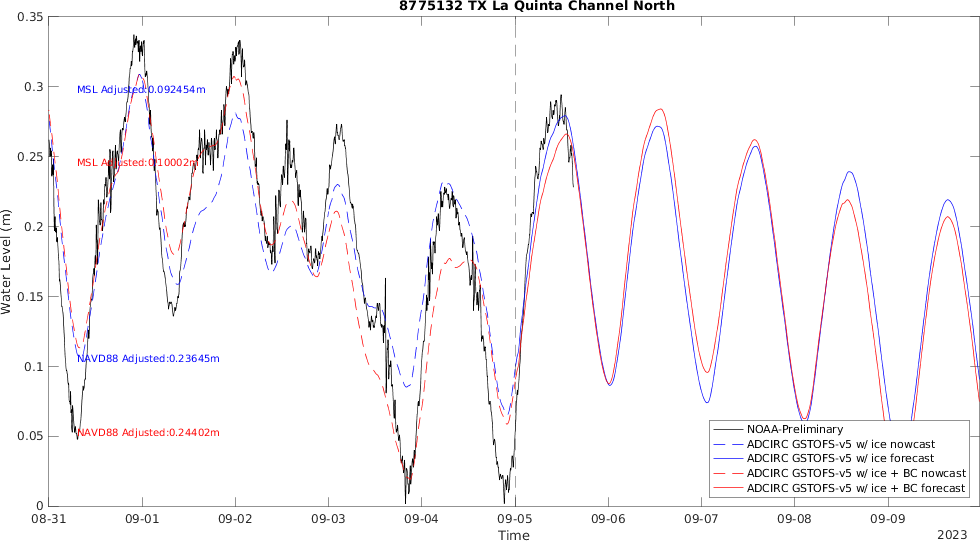 8775132 TX La Quinta Channel North
0.35
0.3
0.25
0.2
0.15
0.1
0.05
0
Water Level (m)
MSL Adjusted:0.092454m
MSL Adjusted:0.10002m
NAVD88 Adjusted:0.23645m
NAVD88 Adjusted:0.24402m
NOAA-Preliminary
ADCIRC GSTOFS-v5 w/ ice nowcast
ADCIRC GSTOFS-v5 w/ ice forecast
ADCIRC GSTOFS-v5 w/ ice + BC nowcast
ADCIRC GSTOFS-v5 w/ ice + BC forecast
08-31 09-01 09-02 09-03 09-04 09-05 09-06 09-07 09-08 09-09
Time
2023